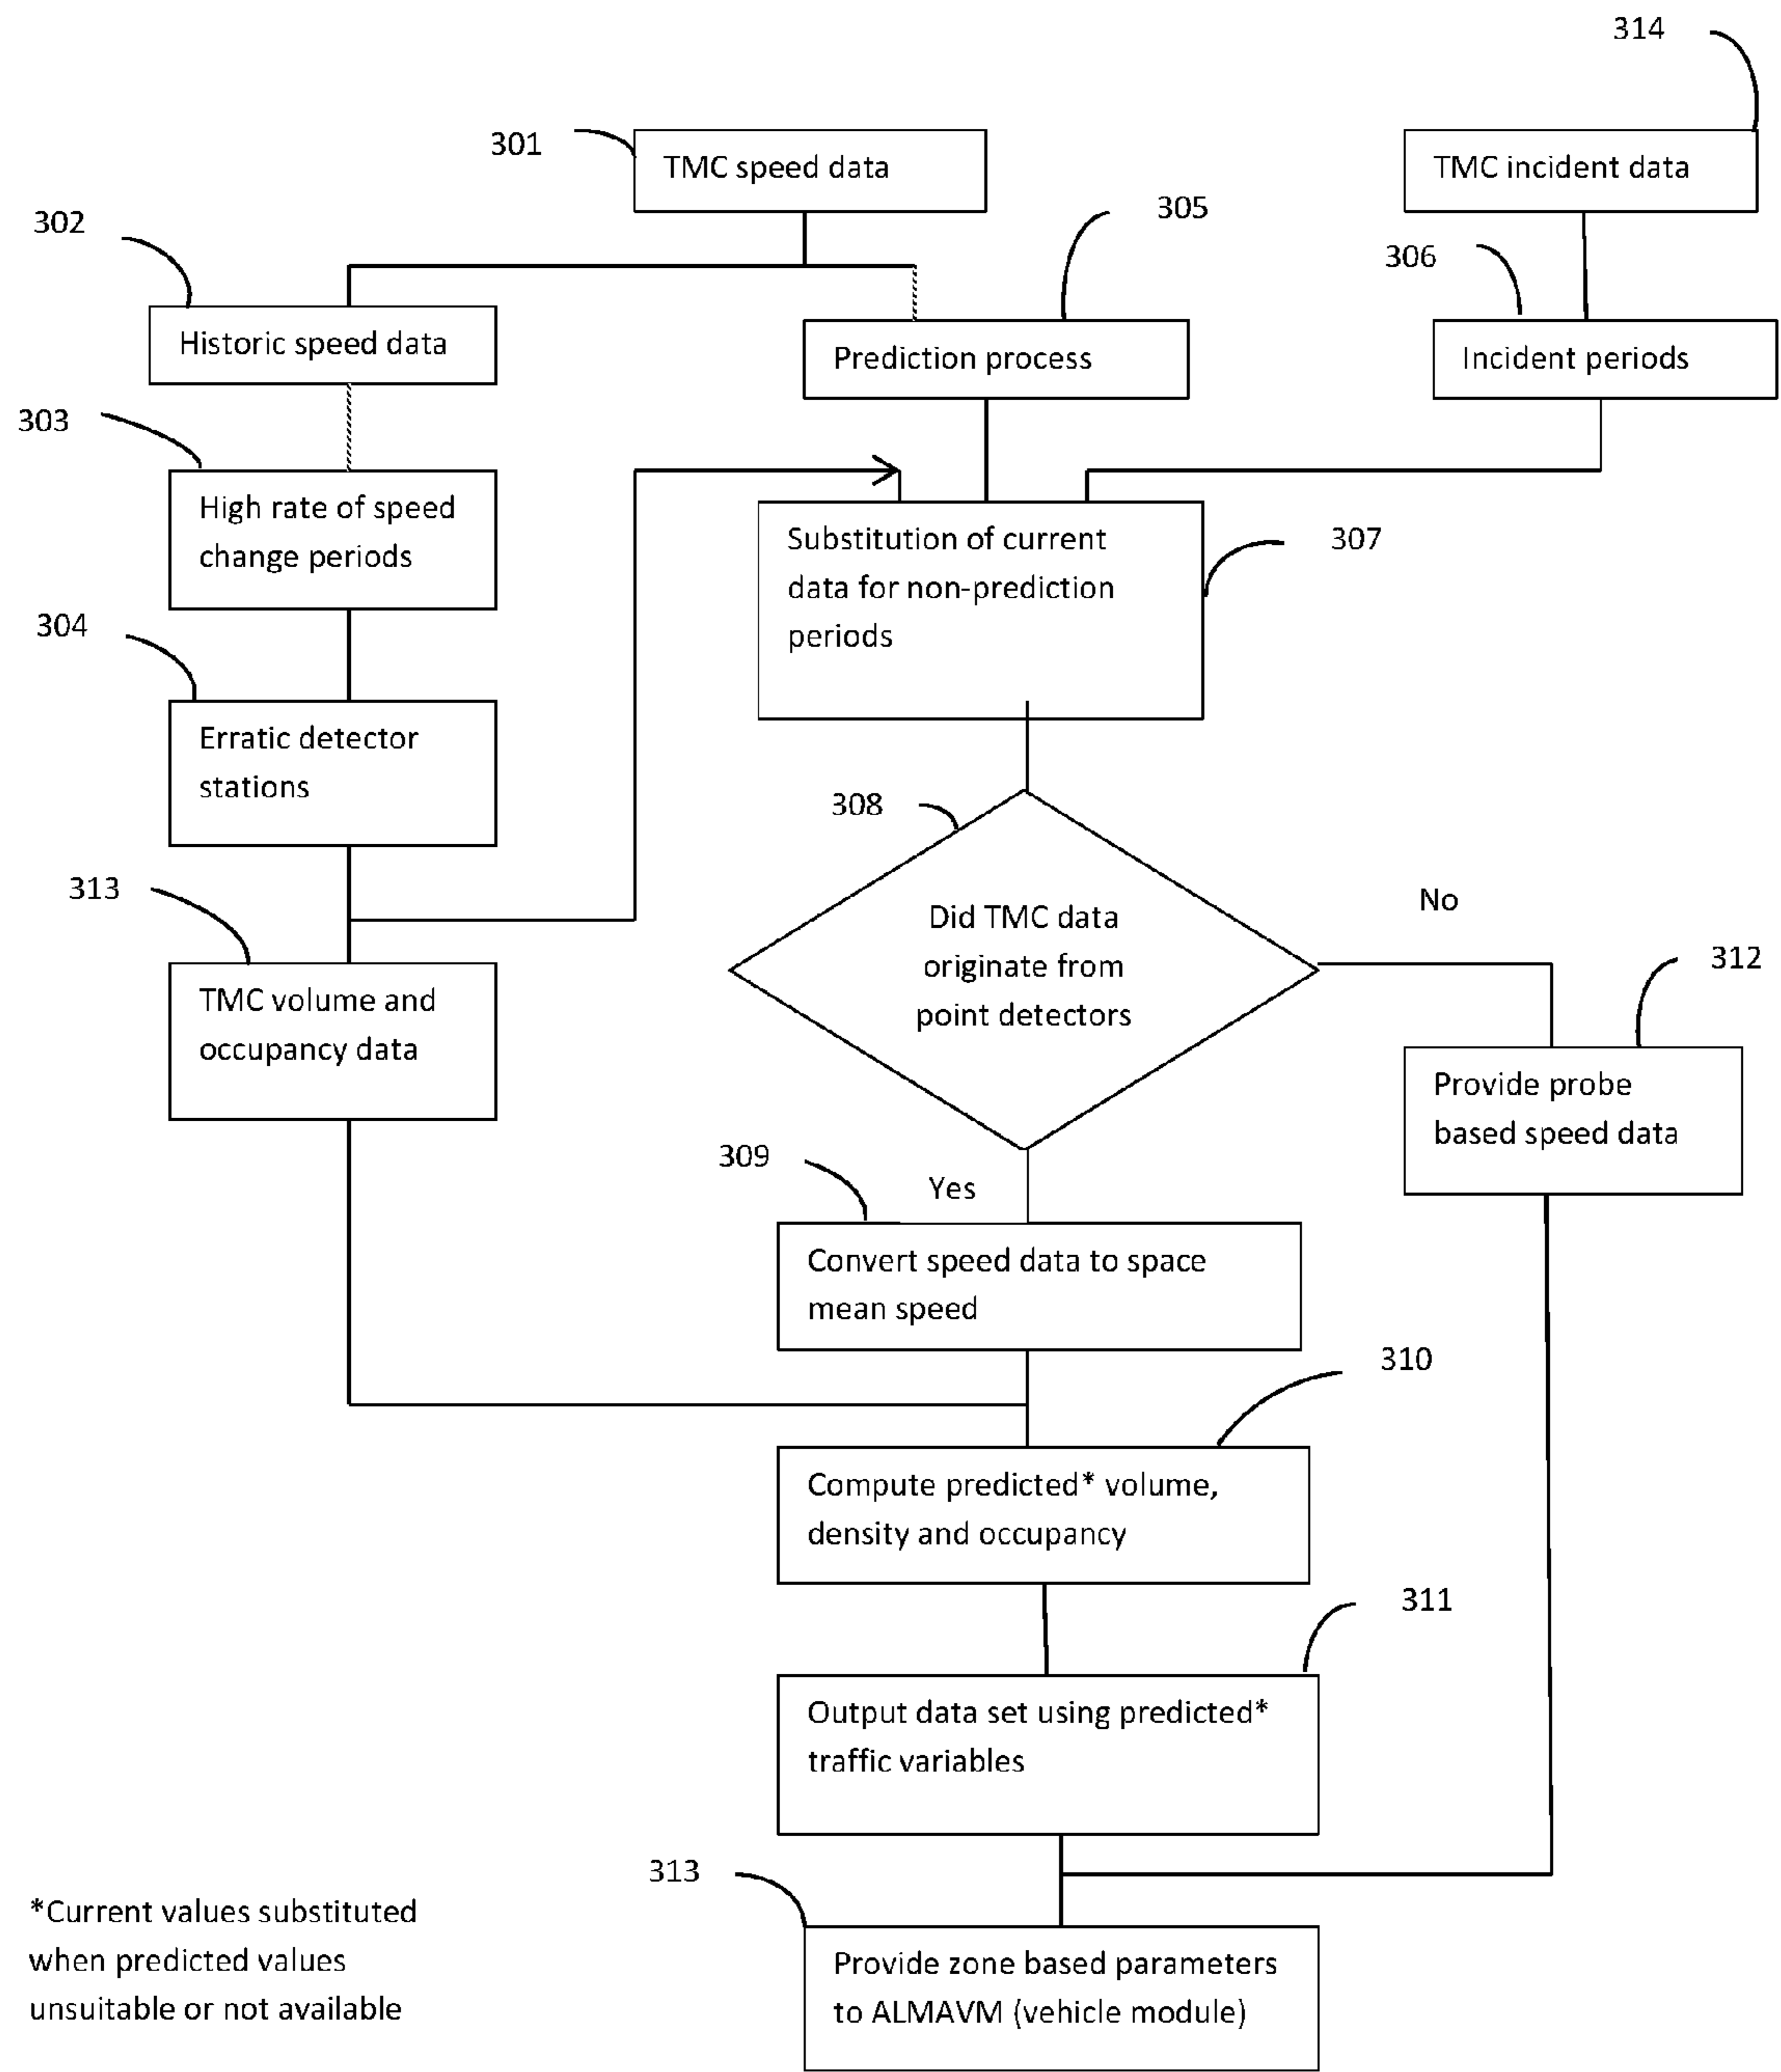 314
301
TMC speed data
TMC incident data
302
305
306
Historic speed data
Prediction process
Incident periods
303
High rate of speed
change periods
Substitution of current
data for non-prediction
periods
307
304
Erratic detector
stations
308
Did TMC data
originate from
point detectors
No
313
TMC volume and
occupancy data
312
Provide probe
based speed data
309
Yes
Convert speed data to space
mean speed
310
Compute predicted* volume,
density and occupancy
311
Output data set using predicted*
traffic variables
313
Provide zone based parameters
to ALMAVM (vehicle module)
*Current values substituted
when predicted values
unsuitable or not available